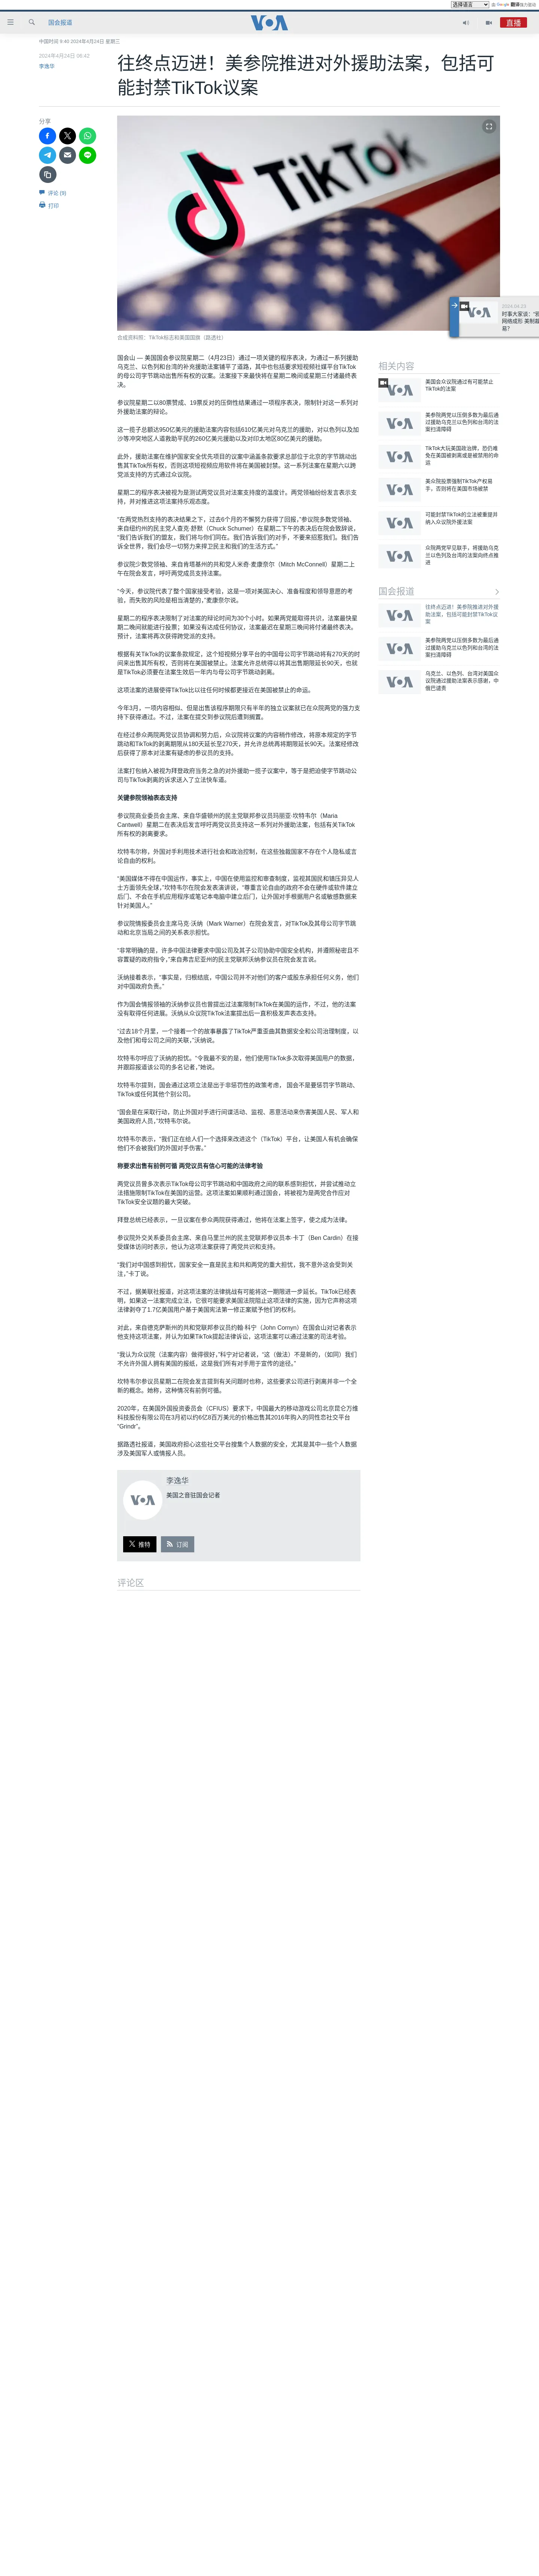 选择语言 由 Google 翻译强力驱动
国会报道
VOA
直播
中国时间 9:40 2024年4月24日 星期三
2024年4月24日 05:42
李逸华
往终点迈进！美参院推进对外援助法案，包括可
能封禁TikTok议案
分享
评论 (9)
打印
合成资料照：TikTok标志和美国国旗（路透社）
国会山 — 美国国会参议院星期二（4月23日）通过一项关键的程序表决，为通过一系列援助
乌克兰、以色列和台湾的补充援助法案铺平了道路，其中也包括要求短视频社媒平台TikTok
的母公司字节跳动出售所有权的议案。法案接下来最快将在星期二晚间或星期三付诸最终表
决。
参议院星期二以80票赞成、19票反对的压倒性结果通过一项程序表决，限制针对这一系列对
外援助法案的辩论。
这一揽子总额达950亿美元的援助法案内容包括610亿美元对乌克兰的援助，对以色列以及加
沙等冲突地区人道救助平民的260亿美元援助以及对印太地区80亿美元的援助。
此外，援助法案在维护国家安全优先项目的议案中涵盖条款要求总部位于北京的字节跳动出
售其TikTok所有权，否则这项短视频应用软件将在美国被封禁。这一系列法案在星期六以跨
党派支持的方式通过众议院。
星期二的程序表决被视为是测试两党议员对法案支持度的温度计。两党领袖纷纷发表谈话支
持，并对推进这项法案持乐观态度。
“在两党热烈支持的表决结果之下，过去6个月的不懈努力获得了回报，”参议院多数党领袖、
来自纽约州的民主党人查克·舒默（Chuck Schumer）在星期二下午的表决后在院会致辞说，
“我们告诉我们的盟友，我们将与你们同在。我们告诉我们的对手，不要来招惹我们。我们告
诉全世界，我们会尽一切努力来捍卫民主和我们的生活方式。”
参议院少数党领袖、来自肯塔基州的共和党人米奇·麦康奈尔（Mitch McConnell）星期二上
午在院会发言，呼吁两党成员支持法案。
“今天，参议院代表了整个国家接受考验，这是一项对美国决心、准备程度和领导意愿的考
验，而失败的风险是相当清楚的，”麦康奈尔说。
星期二的程序表决限制了对法案的辩论时间为30个小时。如果两党能取得共识，法案最快星
期二晚间就能进行投票；如果没有达成任何协议，法案最迟在星期三晚间将付诸最终表决。
预计，法案将再次获得跨党派的支持。
根据有关TikTok的议案条款规定，这个短视频分享平台的中国母公司字节跳动将有270天的时
间来出售其所有权，否则将在美国被禁止。法案允许总统得以将其出售期限延长90天，也就
是TikTok必须要在法案生效后一年内与母公司字节跳动剥离。
这项法案的进展使得TikTok比以往任何时候都更接近在美国被禁止的命运。
今年3月，一项内容相似、但是出售该程序期限只有半年的独立议案就已在众院两党的强力支
持下获得通过。不过，法案在提交到参议院后遭到搁置。
在经过参众两院两党议员协调和努力后，众议院将议案的内容稍作修改，将原本规定的字节
跳动和TikTok的剥离期限从180天延长至270天，并允许总统再将期限延长90天。法案经修改
后获得了原本对法案有疑虑的参议员的支持。
法案打包纳入被视为拜登政府当务之急的对外援助一揽子议案中，等于是把迫使字节跳动公
司与TikTok剥离的诉求送入了立法快车道。
关键参院领袖表态支持
参议院商业委员会主席、来自华盛顿州的民主党联邦参议员玛丽亚·坎特韦尔（Maria
Cantwell）星期二在表决后发言呼吁两党议员支持这一系列对外援助法案，包括有关TikTok
所有权的剥离要求。
坎特韦尔称，外国对手利用技术进行社会和政治控制，在这些独裁国家不存在个人隐私或言
论自由的权利。
“美国媒体不得在中国运作，事实上，中国在使用监控和审查制度，监视其国民和镇压异见人
士方面领先全球，”坎特韦尔在院会发表演讲说，“尊重言论自由的政府不会在硬件或软件建立
后门、不会在手机应用程序或笔记本电脑中建立后门，让外国对手根据用户名或敏感数据来
针对美国人。”
参议院情报委员会主席马克·沃纳（Mark Warner）在院会发言，对TikTok及其母公司字节跳
动和北京当局之间的关系表示担忧。
“非常明确的是，许多中国法律要求中国公司及其子公司协助中国安全机构，并遵照秘密且不
容置疑的政府指令，”来自弗吉尼亚州的民主党联邦沃纳参议员在院会发言说。
沃纳接着表示，“事实是，归根结底，中国公司并不对他们的客户或股东承担任何义务，他们
对中国政府负责。”
作为国会情报领袖的沃纳参议员也曾提出过法案限制TikTok在美国的运作，不过，他的法案
没有取得任何进展。沃纳从众议院TikTok法案提出后一直积极发声表态支持。
“过去18个月里，一个接着一个的故事暴露了TikTok严重歪曲其数据安全和公司治理制度，以
及他们和母公司之间的关联，”沃纳说。
坎特韦尔呼应了沃纳的担忧。“令我最不安的是，他们使用TikTok多次取得美国用户的数据，
并跟踪报道该公司的多名记者，”她说。
坎特韦尔提到，国会通过这项立法是出于非惩罚性的政策考虑， 国会不是要惩罚字节跳动、
TikTok或任何其他个别公司。
“国会是在采取行动，防止外国对手进行间谍活动、监视、恶意活动来伤害美国人民、军人和
美国政府人员，”坎特韦尔说。
坎特韦尔表示，“我们正在给人们一个选择来改进这个（TikTok）平台，让美国人有机会确保
他们不会被我们的外国对手伤害。”
称要求出售有前例可循 两党议员有信心可能的法律考验
两党议员曾多次表示TikTok母公司字节跳动和中国政府之间的联系感到担忧，并尝试推动立
法措施限制TikTok在美国的运营。这项法案如果顺利通过国会，将被视为是两党合作应对
TikTok安全议题的最大突破。
拜登总统已经表示，一旦议案在参众两院获得通过，他将在法案上签字，使之成为法律。
参议院外交关系委员会主席、来自马里兰州的民主党联邦参议员本·卡丁（Ben Cardin）在接
受媒体访问时表示，他认为这项法案获得了两党共识和支持。
“我们对中国感到担忧，国家安全一直是民主和共和两党的重大担忧，我不意外这会受到关
注，”卡丁说。
不过，据美联社报道，对这项法案的法律挑战有可能将这一期限进一步延长。TikTok已经表
明，如果这一法案完成立法，它很可能要求美国法院阻止这项法律的实施，因为它声称这项
法律剥夺了1.7亿美国用户基于美国宪法第一修正案赋予他们的权利。
对此，来自德克萨斯州的共和党联邦参议员约翰·科宁（John Cornyn）在国会山对记者表示
他支持这项法案，并认为如果TikTok提起法律诉讼，这项法案可以通过法案的司法考验。
“我认为众议院（法案内容）做得很好，”科宁对记者说，“这（做法）不是新的，（如同）我们
不允许外国人拥有美国的报纸，这是我们所有对手用于宣传的途径。”
坎特韦尔参议员星期二在院会发言提到有关问题时也称，这些要求公司进行剥离并非一个全
新的概念。她称，这种情况有前例可循。
2020年，在美国外国投资委员会（CFIUS）要求下，中国最大的移动游戏公司北京昆仑万维
科技股份有限公司在3月初以约6亿8百万美元的价格出售其2016年购入的同性恋社交平台
“Grindr”。
据路透社报道，美国政府担心这些社交平台搜集个人数据的安全，尤其是其中一些个人数据
涉及美国军人或情报人员。
李逸华
美国之音驻国会记者
推特
订阅
评论区
2024.04.23
相关内容
美国会众议院通过有可能禁止
TikTok的法案
美参院两党以压倒多数为最后通
过援助乌克兰以色列和台湾的法
案扫清障碍
TikTok大玩美国政治牌，恐仍难
免在美国被剥离或是被禁用的命
运
美众院投票强制TikTok产权易
手，否则将在美国市场被禁
可能封禁TikTok的立法被重提并
纳入众议院外援法案
众院两党罕见联手，将援助乌克
兰以色列及台湾的法案向终点推
进
国会报道
往终点迈进！美参院推进对外援
助法案，包括可能封禁TikTok议
案
美参院两党以压倒多数为最后通
过援助乌克兰以色列和台湾的法
案扫清障碍
乌克兰、以色列、台湾对美国众
议院通过援助法案表示感谢，中
俄巴谴责